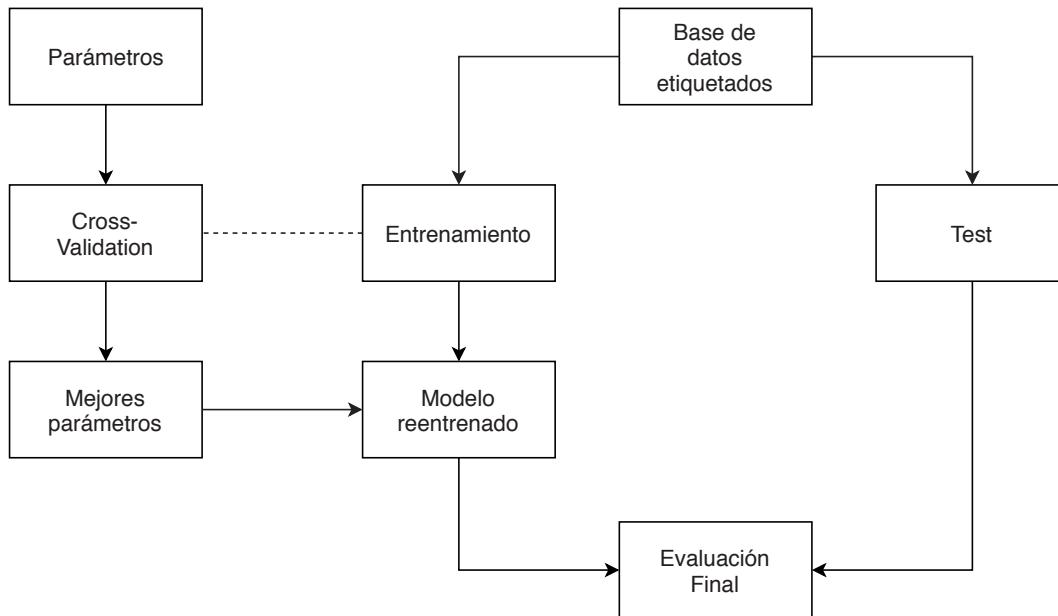 Parámetros
Base de
datos
etiquetados
Cross-
Validation
Entrenamiento
Test
Mejores
parámetros
Modelo
reentrenado
Evaluación
Final